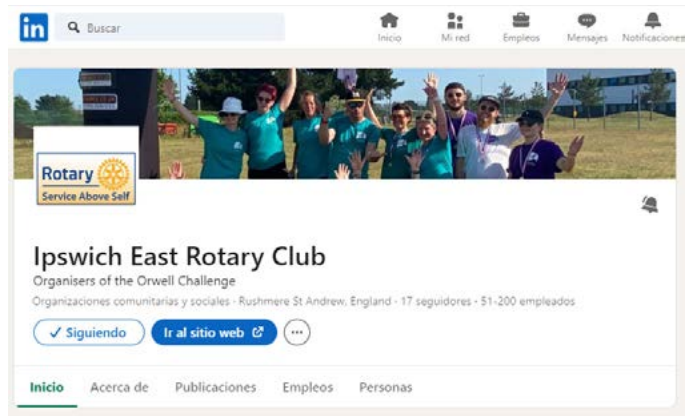 in Buscar
Inicio Mi red Empleos Mensajes Notificaciones
Rotary
Service Above Self
Ipswich East Rotary Club
Organisers of the Orwell Challenge
Organizaciones comunitarias y sociales · Rushmere St Andrew, England · 17 seguidores · 51-200 empleados
✓ Siguiendo Ir al sitio web
Inicio Acerca de Publicaciones Empleos Personas